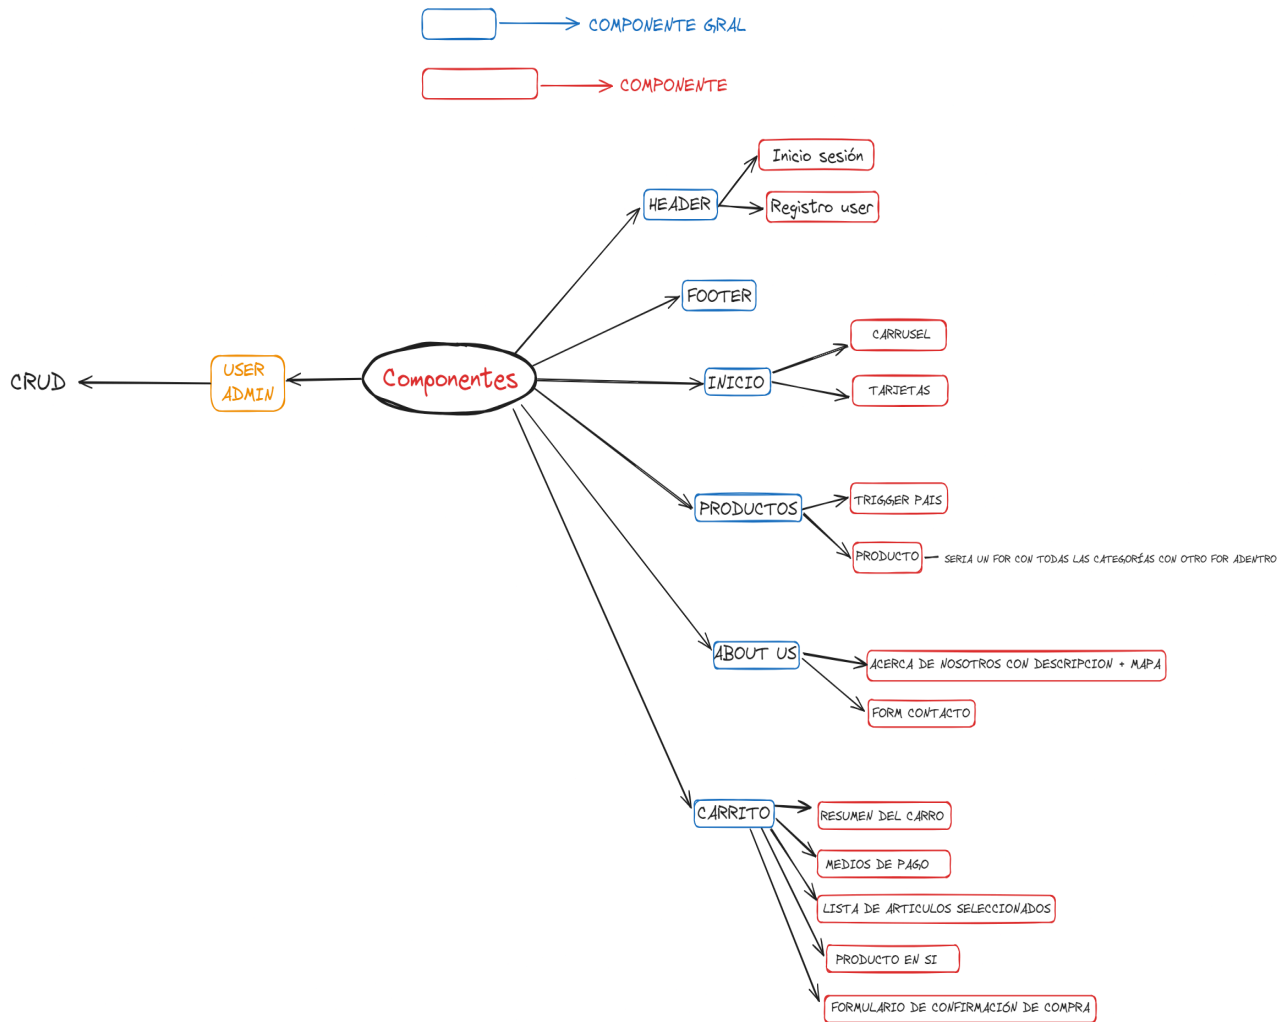 COMPONENTE GRAL
COMPONENTE
Inicio sesión
HEADER
Registro user
FOOTER
CARRUSEL
INICIO
TARJETAS
Componentes
USER
ADMIN
CRUD
PRODUCTOS
TRIGGER PAIS
PRODUCTO
SERIA UN FOR CON TODAS LAS CATEGORÍAS CON OTRO FOR ADENTRO
ABOUT US
ACERCA DE NOSOTROS CON DESCRIPCION + MAPA
FORM CONTACTO
CARRITO
RESUMEN DEL CARRO
MEDIOS DE PAGO
LISTA DE ARTICULOS SELECCIONADOS
PRODUCTO EN SI
FORMULARIO DE CONFIRMACIÓN DE COMPRA